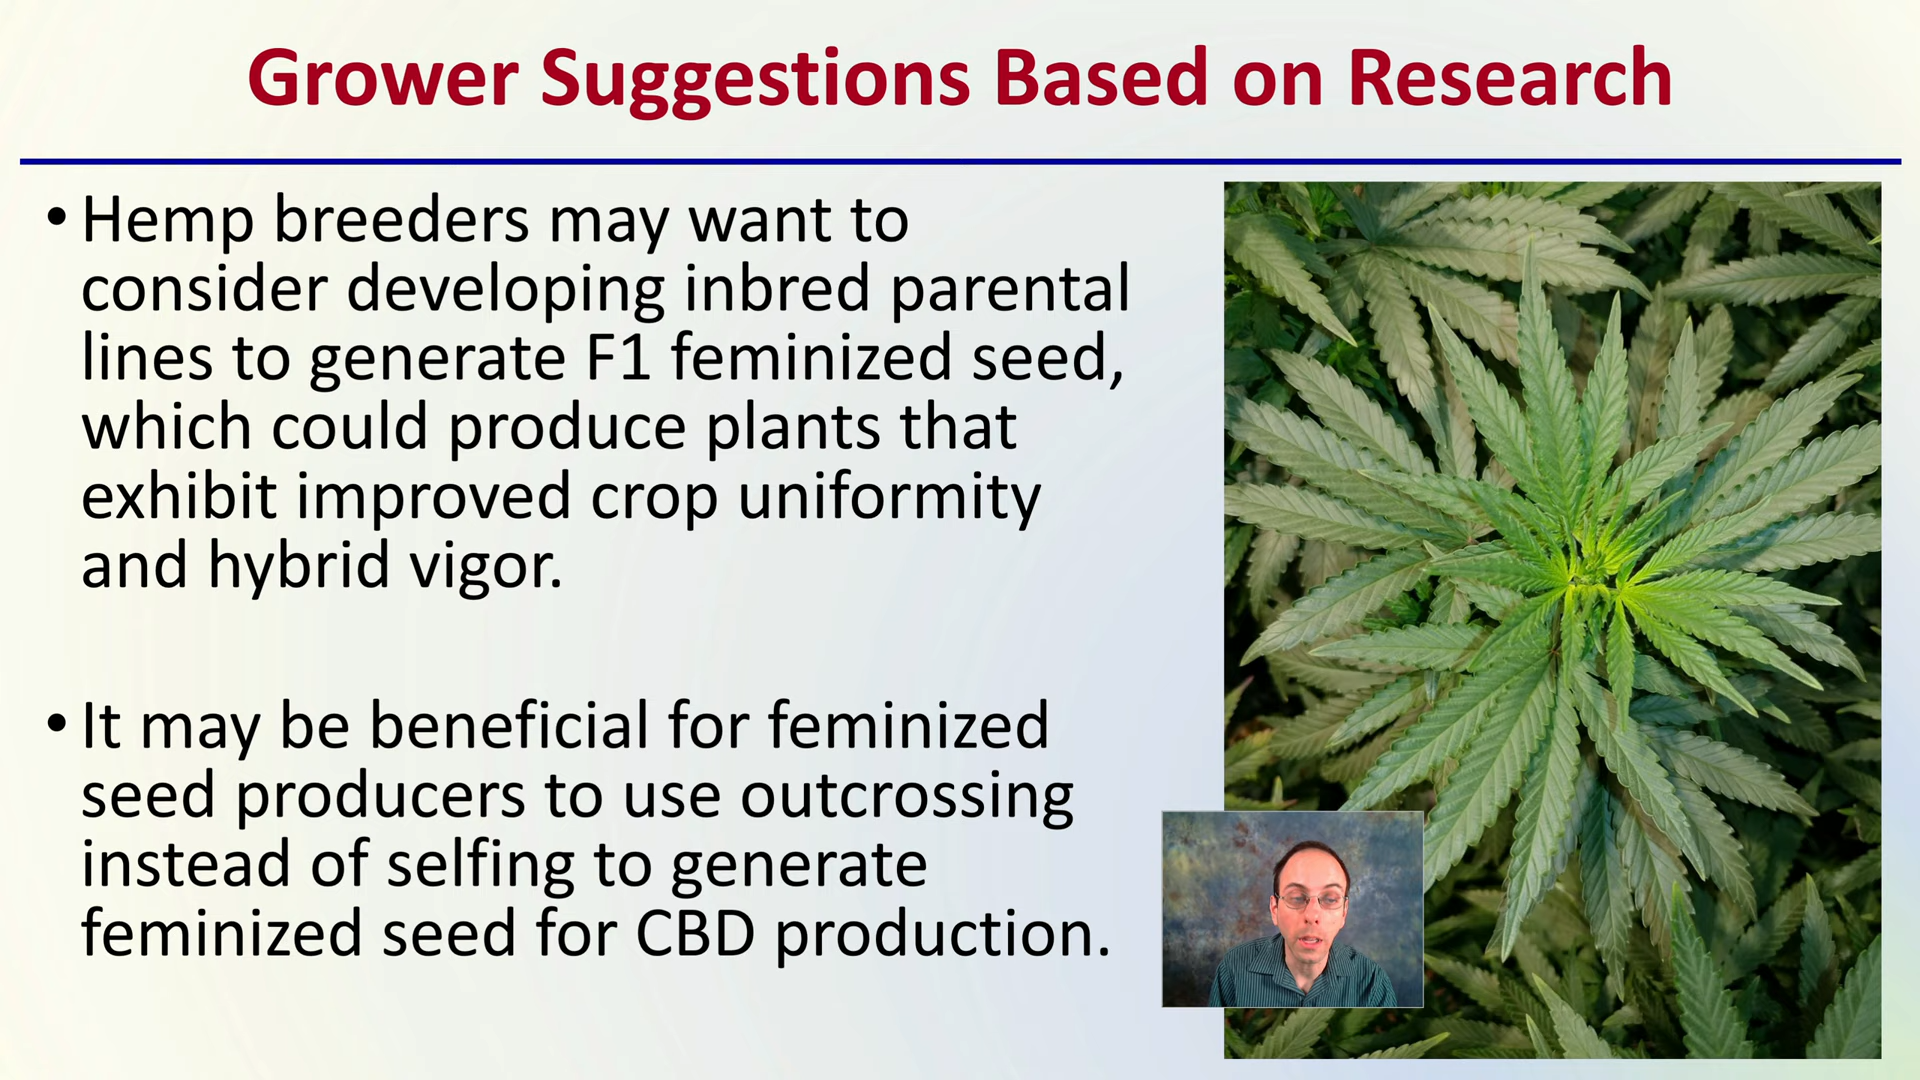 Grower Suggestions Based on Research
• Hemp breeders may want to
consider developing inbred parental
lines to generate F1 feminized seed,
which could produce plants that
exhibit improved crop uniformity
and hybrid vigor.
• It may be beneficial for feminized
seed producers to use outcrossing
instead of selfing to generate
feminized seed for CBD production.